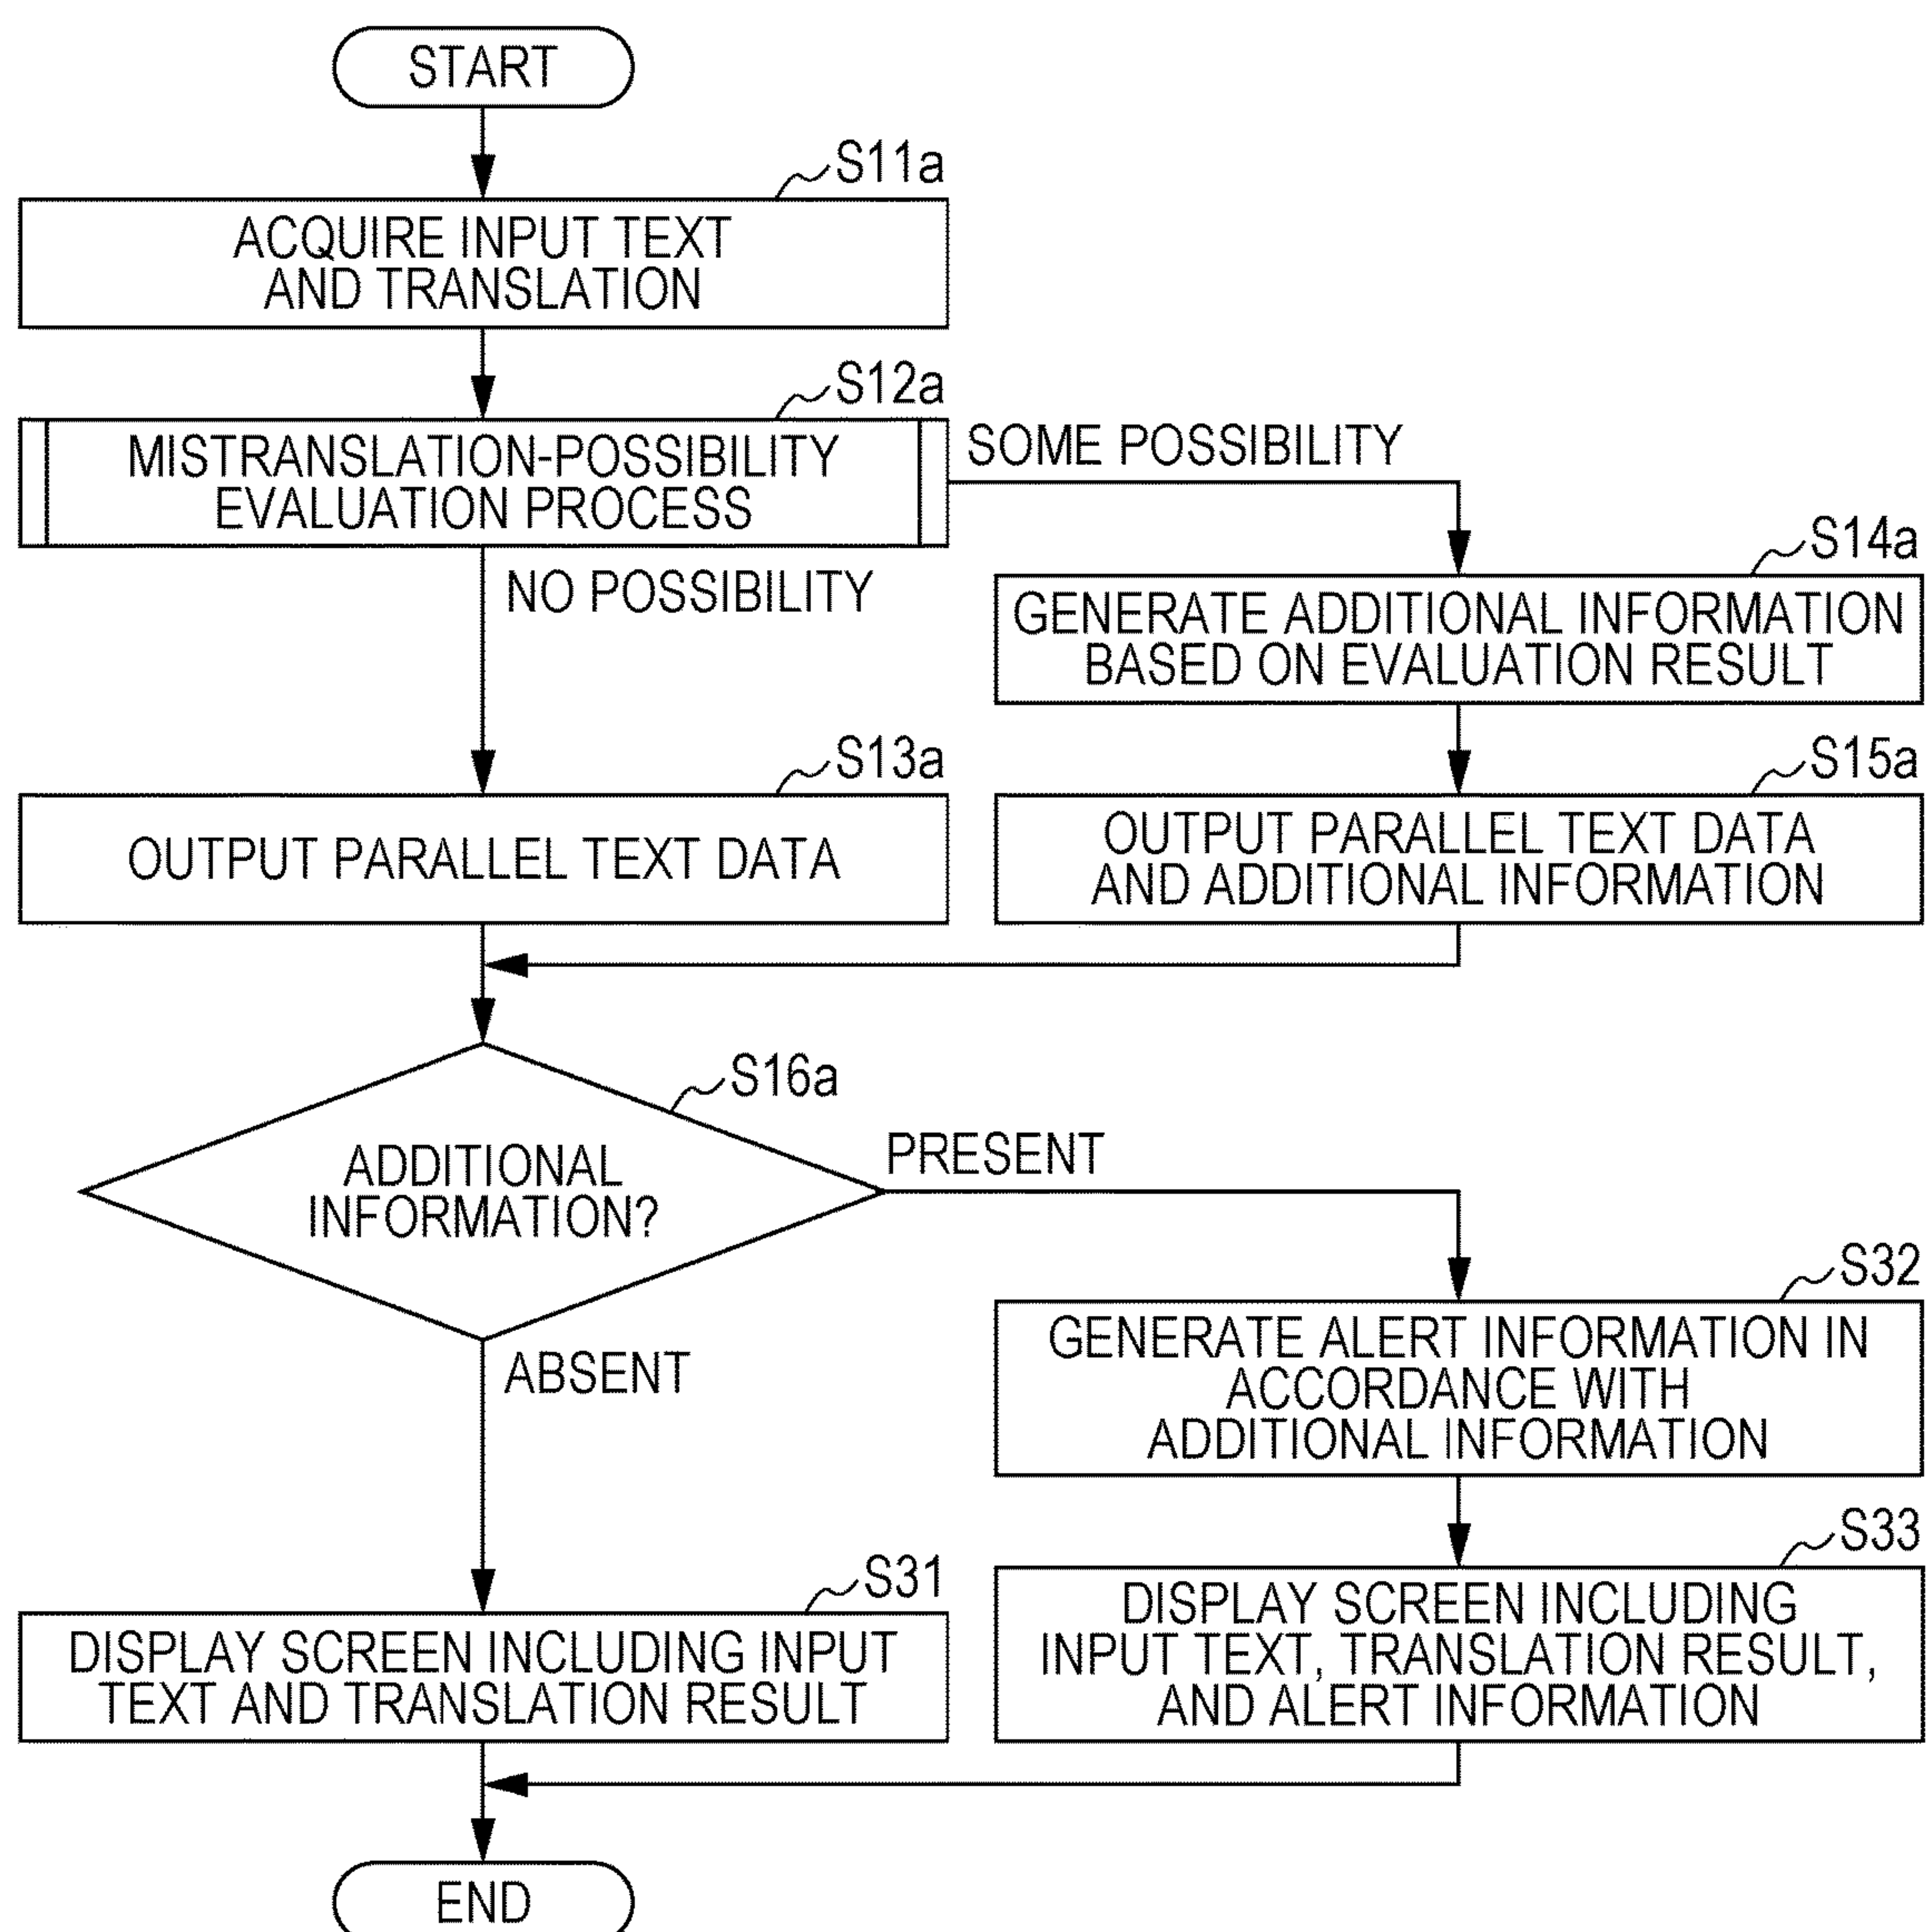 START
S11a
ACQUIRE INPUT TEXT
AND TRANSLATION
S12a
MISTRANSLATION-POSSIBILITY
EVALUATION PROCESS
SOME POSSIBILITY
NO POSSIBILITY
S14a
GENERATE ADDITIONAL INFORMATION
BASED ON EVALUATION RESULT
S13a
OUTPUT PARALLEL TEXT DATA
S15a
OUTPUT PARALLEL TEXT DATA
AND ADDITIONAL INFORMATION
S16a
ADDITIONAL
INFORMATION?
PRESENT
ABSENT
S32
GENERATE ALERT INFORMATION IN
ACCORDANCE WITH
ADDITIONAL INFORMATION
S31
DISPLAY SCREEN INCLUDING INPUT
TEXT AND TRANSLATION RESULT
S33
DISPLAY SCREEN INCLUDING
INPUT TEXT, TRANSLATION RESULT,
AND ALERT INFORMATION
END